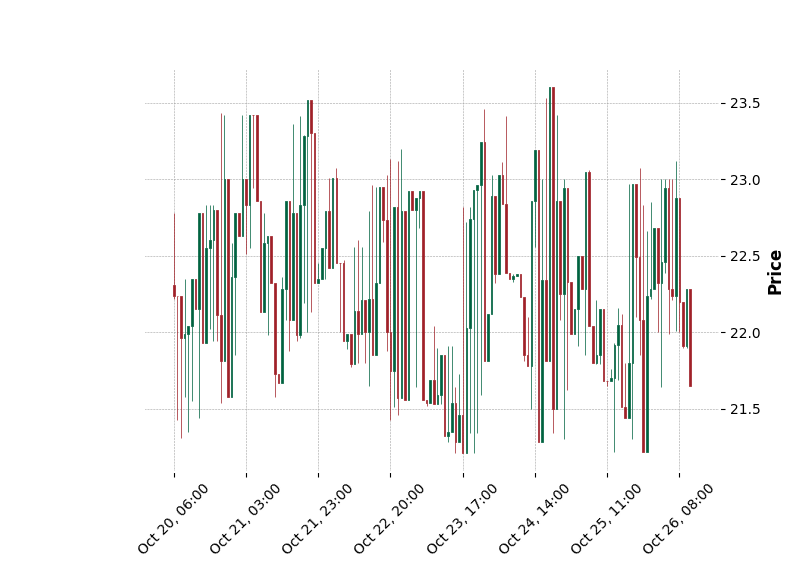 23.5
23.0
22.5
22.0
21.5
Price
Oct 20, 06:00
Oct 21, 03:00
Oct 21, 23:00
Oct 22, 20:00
Oct 23, 17:00
Oct 24, 14:00
Oct 25, 11:00
Oct 26, 08:00